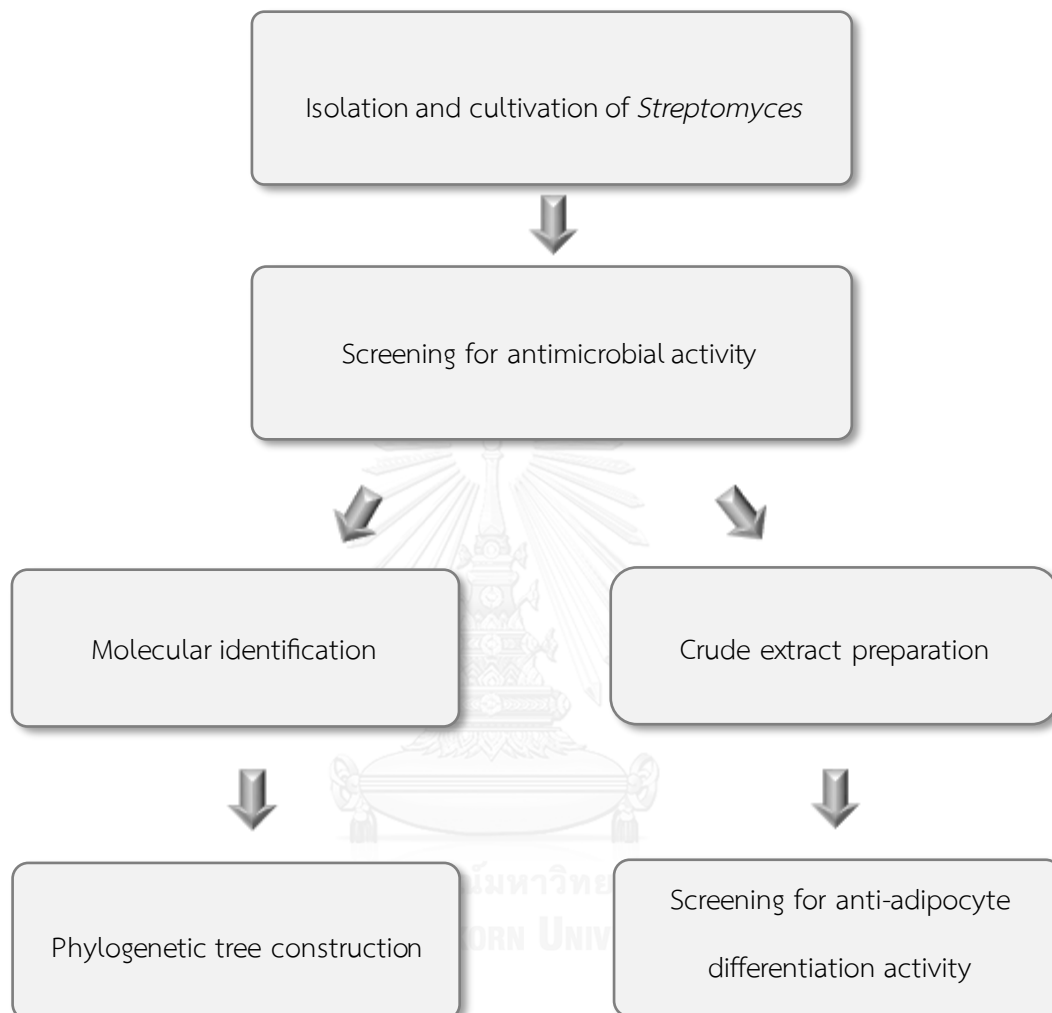 Isolation and cultivation of Streptomyces
Screening for antimicrobial activity
Molecular identification
Crude extract preparation
Phylogenetic tree construction
Screening for anti-adipocyte
differentiation activity